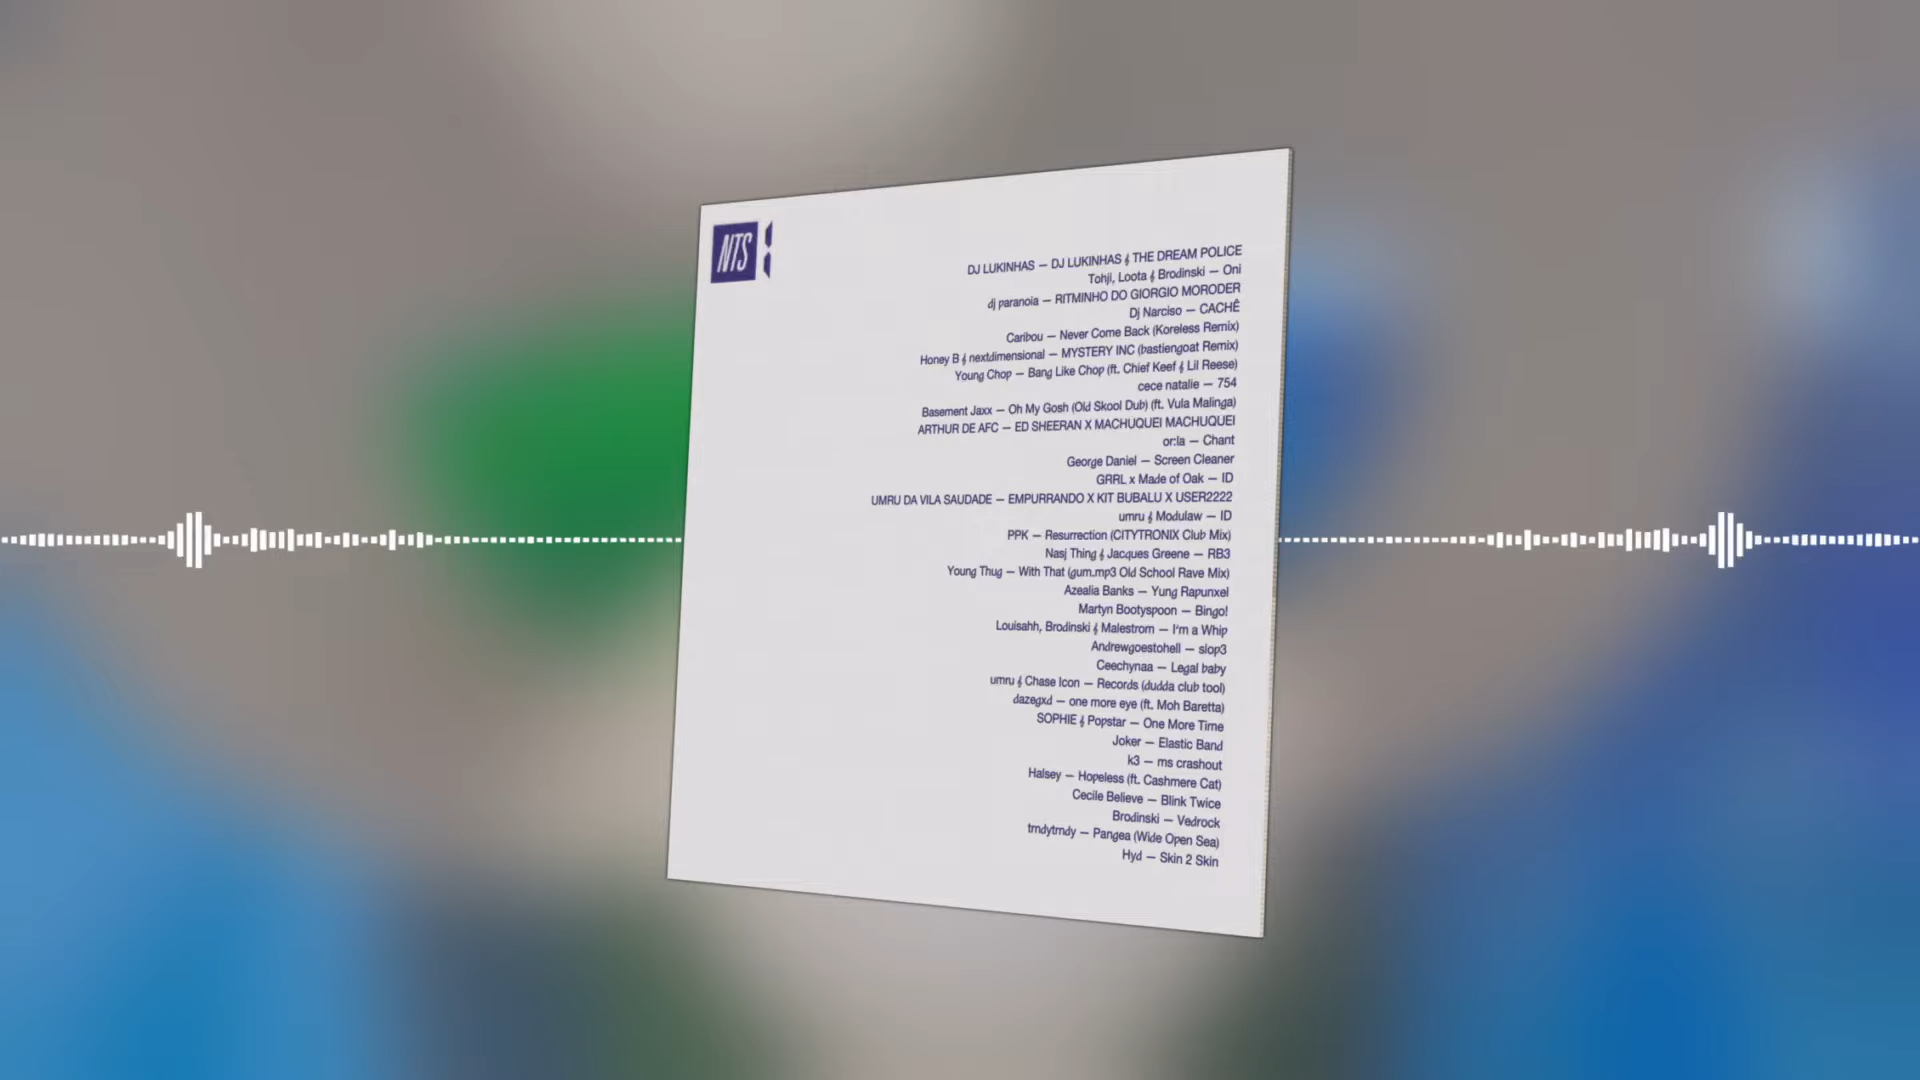 NTS
DJ LUKINHAS — DJ LUKINHAS & THE DREAM POLICE
Tohji, Loota & Brodinski — Oni
dj paranoia — RITMINHO DO GIORGIO MORODER
Dj Narciso — CACHÊ
Caribou — Never Come Back (Koreless Remix)
Honey B & nextdimensional — MYSTERY INC (bastiengoat Remix)
Young Chop — Bang Like Chop (ft. Chief Keef & Lil Reese)
cece natalie — 754
Basement Jaxx — Oh My Gosh (Old Skool Dub) (ft. Vula Malinga)
ARTHUR DE AFC — ED SHEERAN X MACHUQUEI MACHUQUEI
or:la — Chant
George Daniel — Screen Cleaner
GRRL x Made of Oak — ID
UMRU DA VILA SAUDADE — EMPURRANDO X KIT BUBALU X USER2222
umru & Modulaw — ID
PPK — Resurrection (CITYTRONIX Club Mix)
Nasj Thing & Jacques Greene — RB3
Young Thug — With That (gum.mp3 Old School Rave Mix)
Azealia Banks — Yung Rapunxel
Martyn Bootyspoon — Bingo!
Louisahh, Brodinski & Malestrom — I'm a Whip
Andrewgoestohell — slop3
Ceechynaa — Legal baby
umru & Chase Icon — Records (dudda club tool)
dazegxd — one more eye (ft. Moh Baretta)
SOPHIE & Popstar — One More Time
Joker — Elastic Band
k3 — ms crashout
Halsey — Hopeless (ft. Cashmere Cat)
Cecile Believe — Blink Twice
Brodinski — Vedrock
trndytrndy — Pangea (Wide Open Sea)
Hyd — Skin 2 Skin